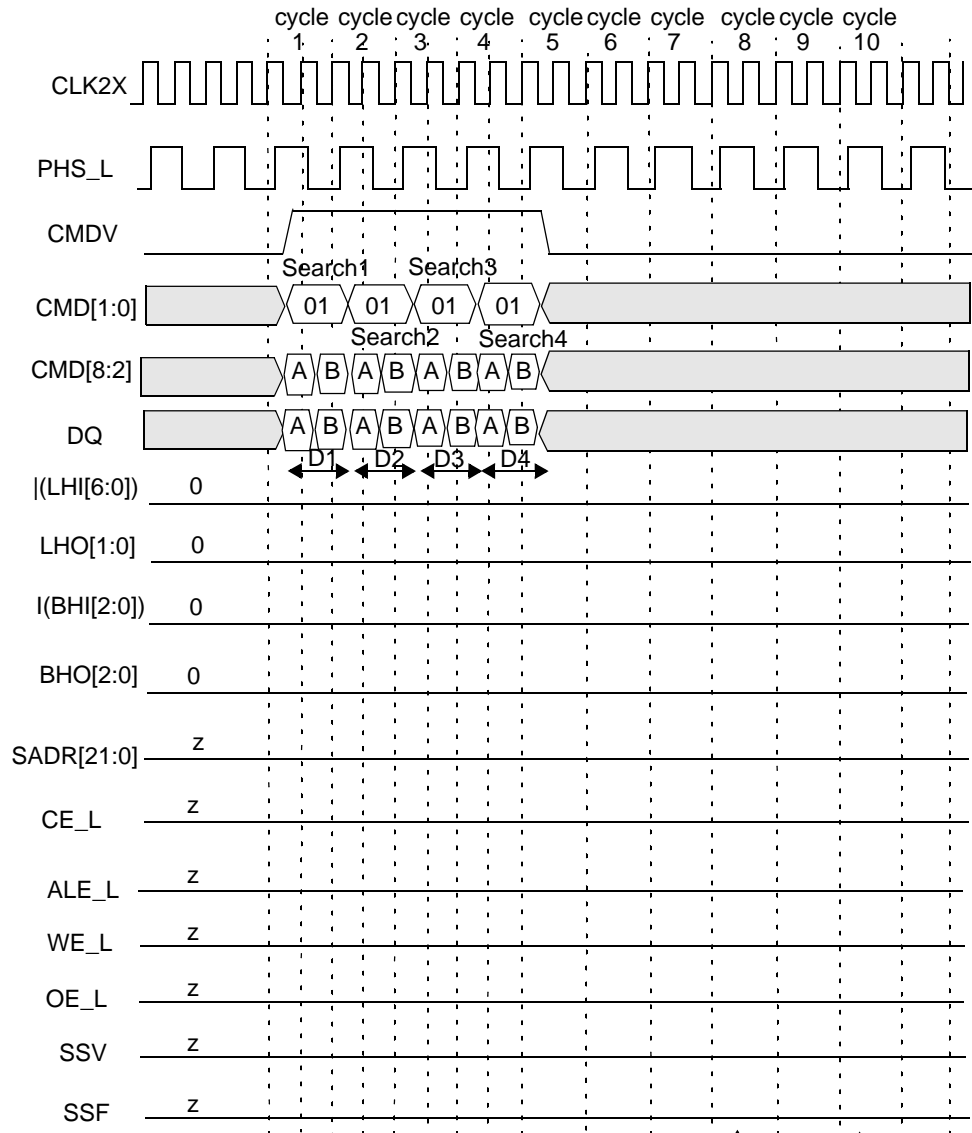 cycle cycle cycle cycle cycle cycle cycle cycle cycle cycle
1 2 3 4 5 6 7 8 9 10
CLK2X
PHS_L
CMDV
Search1 Search3
CMD[1:0] 01 01 01 01
Search2 Search4
CMD[8:2] A B A B A B A B
DQ A B A B A B A B
D1 D2 D3 D4
|(LHI[6:0]) 0
LHO[1:0] 0
I(BHI[2:0]) 0
BHO[2:0] 0
SADR[21:0] z
CE_L z
ALE_L z
WE_L z
OE_L z
SSV z
SSF z